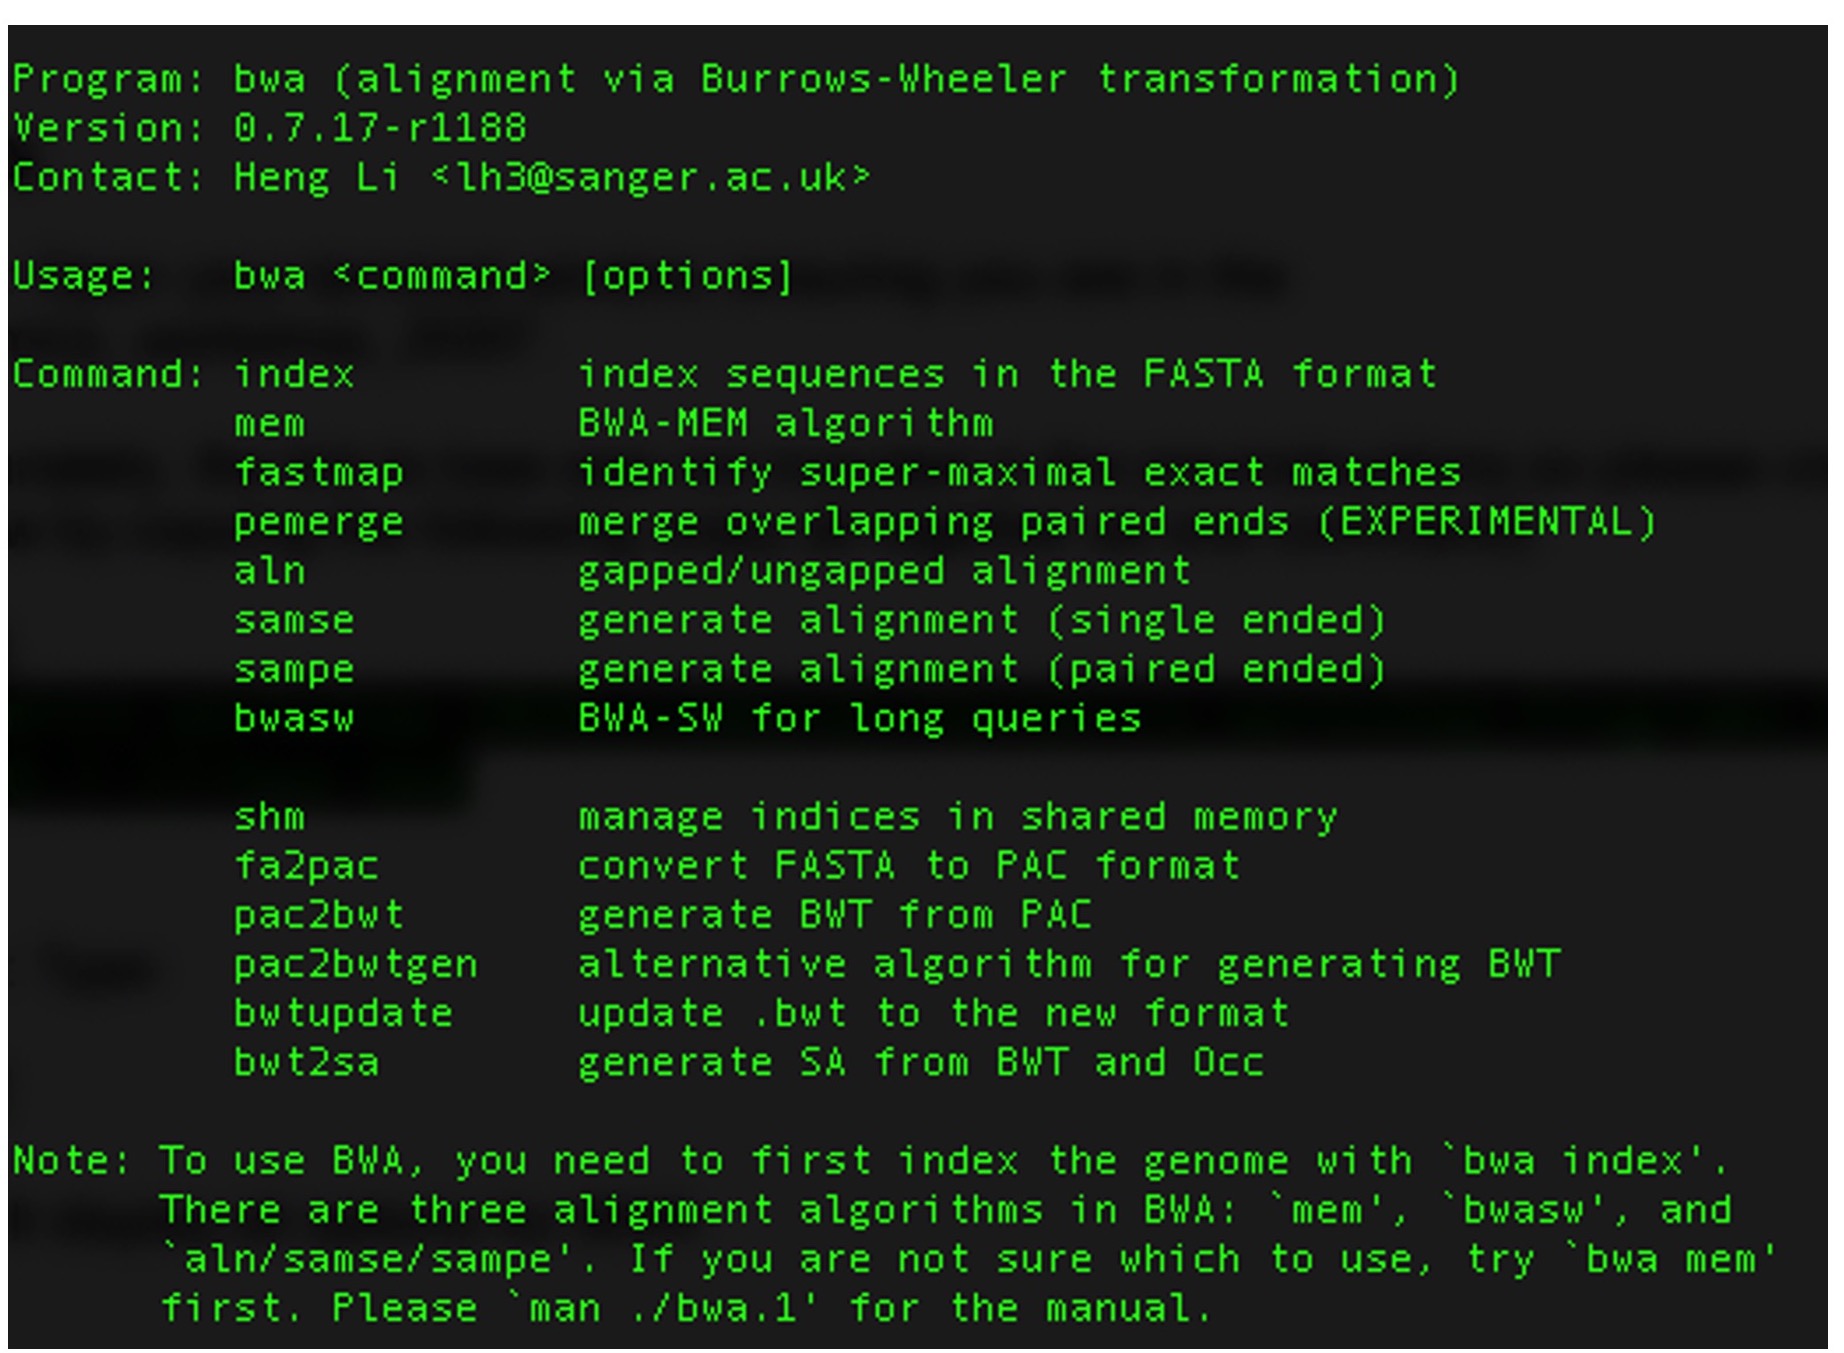 Program: bwa (alignment via Burrows-Wheeler transformation)
Version: 0.7.17-r1188
Contact: Heng Li <lh3@sanger.ac.uk>
Usage:   bwa <command> [options]
Command: index         index sequences in the FASTA format
         mem           BWA-MEM algorithm
         fastmap       identify super-maximal exact matches
         pemerge       merge overlapping paired ends (EXPERIMENTAL)
         aln           gapped/ungapped alignment
         samse         generate alignment (single ended)
         sampe         generate alignment (paired ended)
         bwasw         BWA-SW for long queries
         shm           manage indices in shared memory
         fa2pac        convert FASTA to PAC format
         pac2bwt       generate BWT from PAC
         pac2bwtgen    alternative algorithm for generating BWT
         bwtupdate     update .bwt to the new format
         bwt2sa        generate SA from BWT and Occ
Note: To use BWA, you need to first index the genome with `bwa index'.
      There are three alignment algorithms in BWA: `mem', `bwasw', and
      `aln/samse/sampe'. If you are not sure which to use, try `bwa mem'
      first. Please `man ./bwa.1' for the manual.